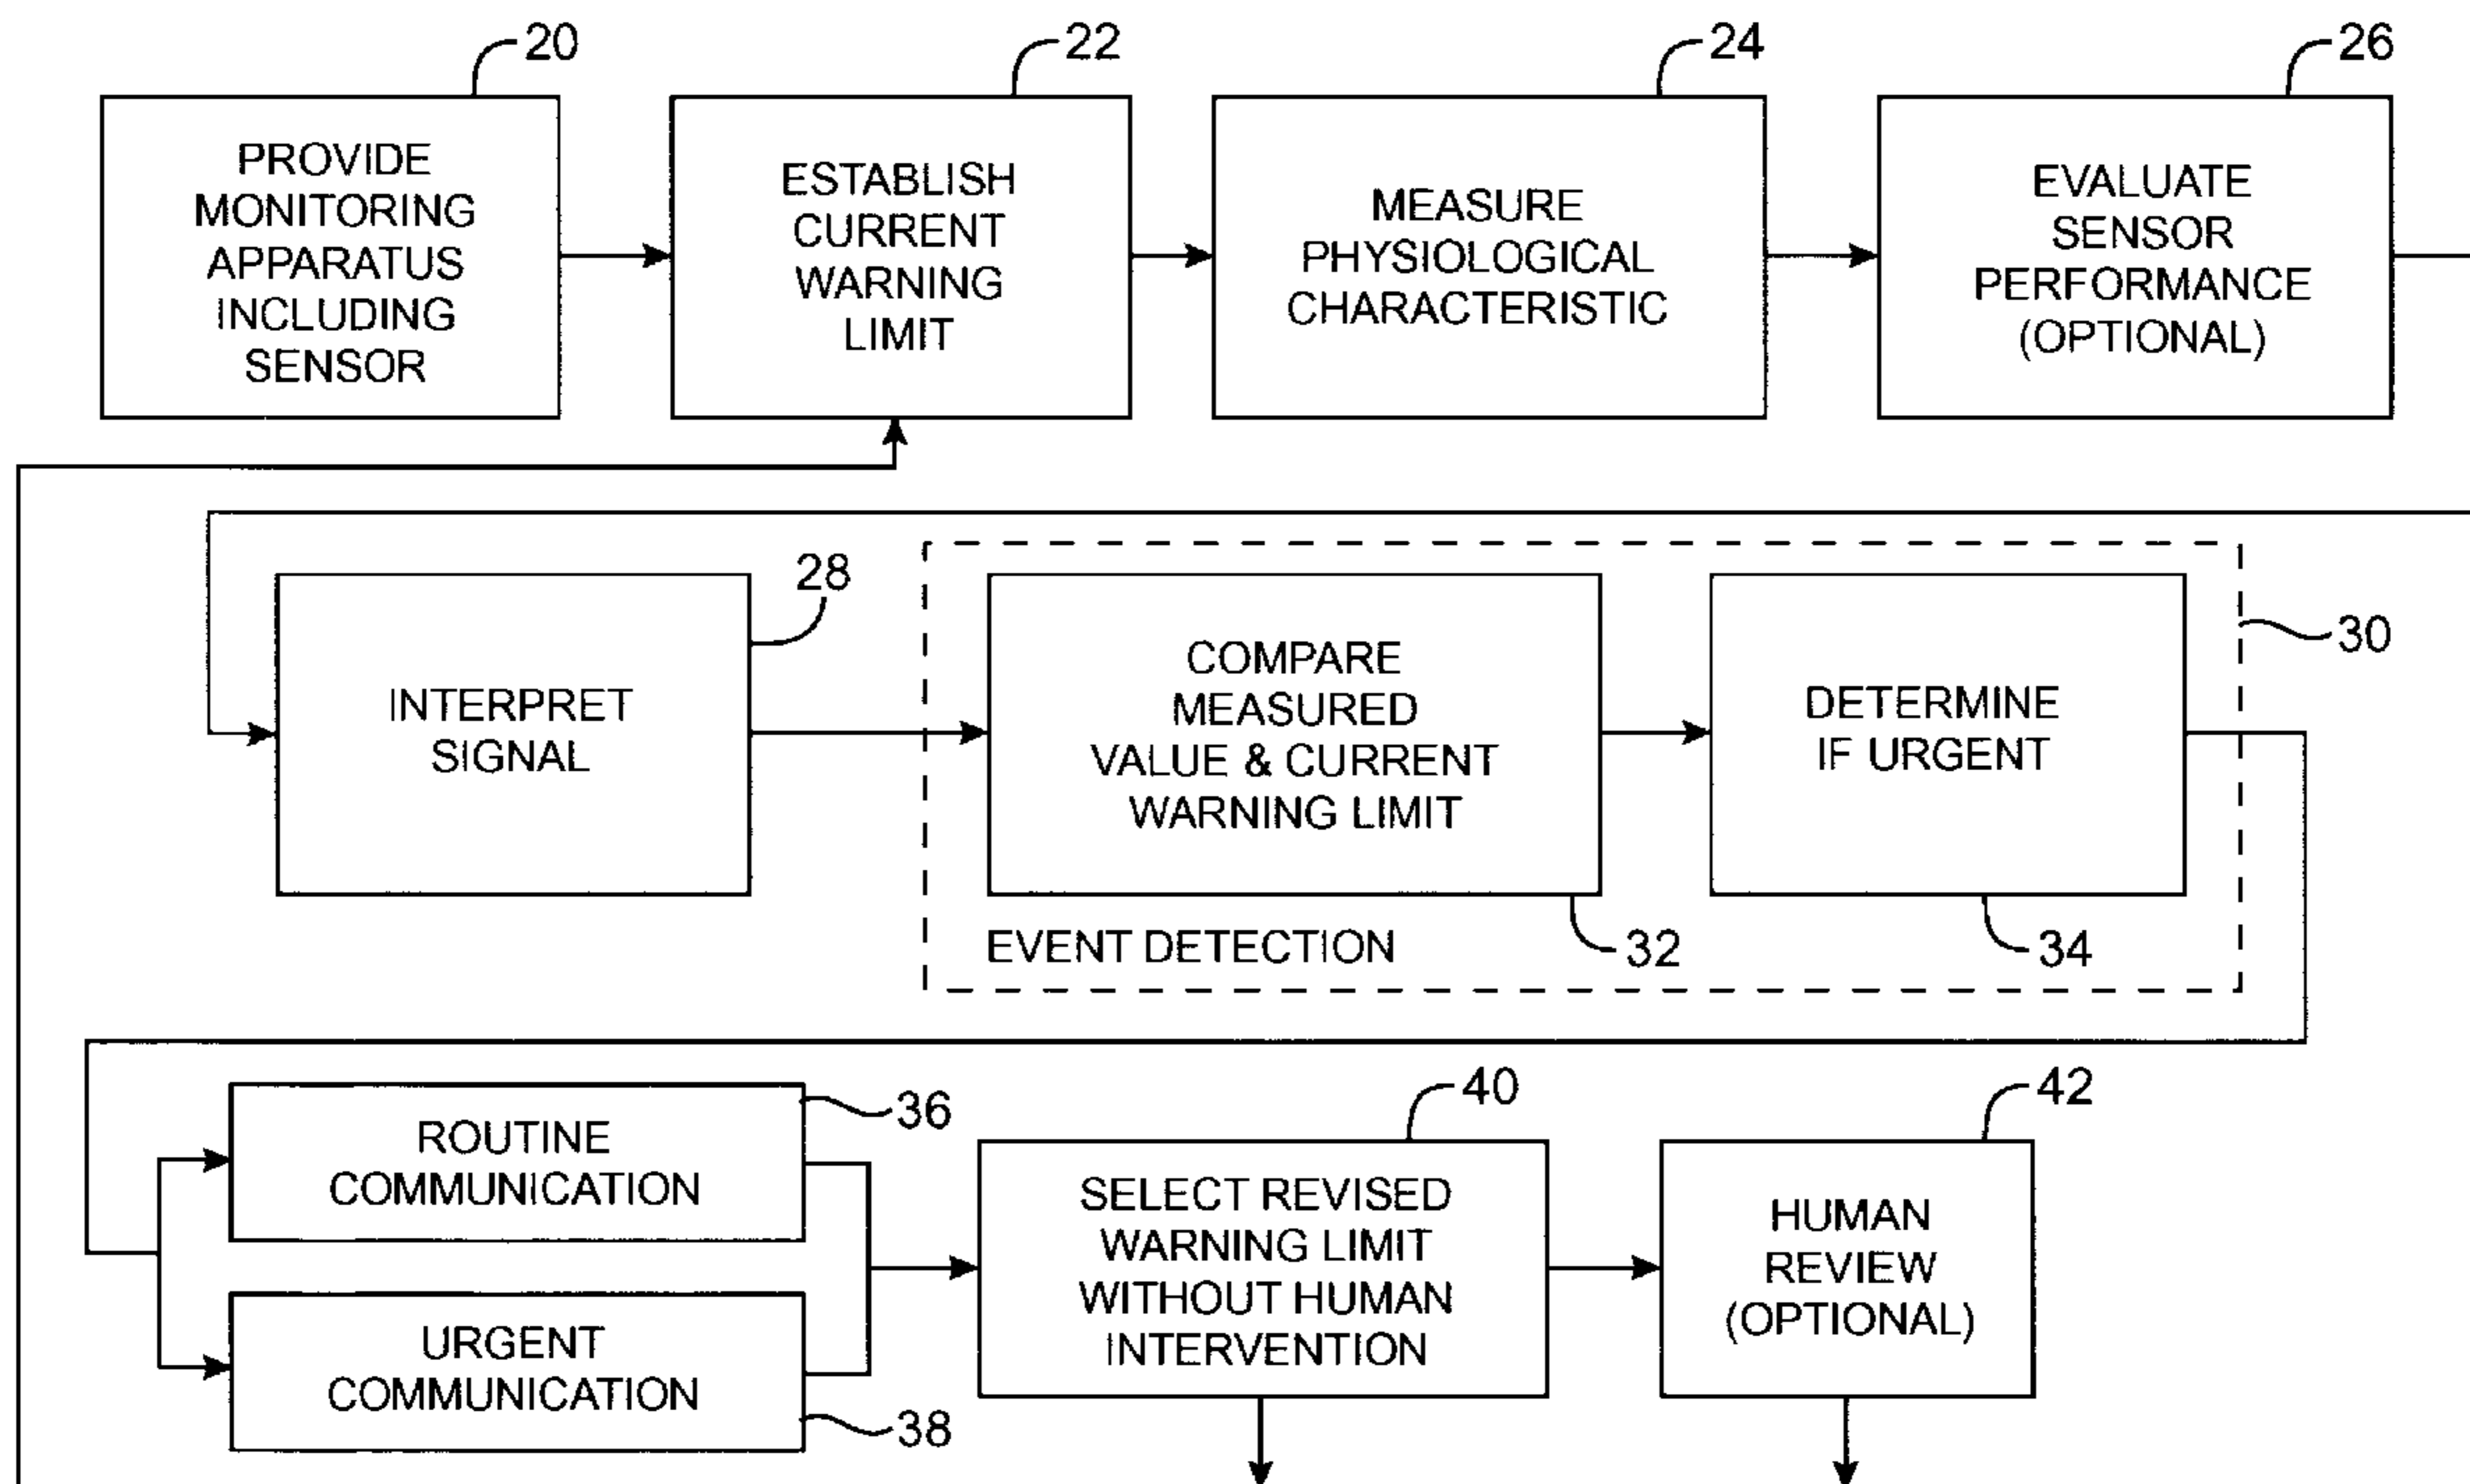 20
22
24
26
PROVIDE
MONITORING
APPARATUS
INCLUDING
SENSOR
ESTABLISH
CURRENT
WARNING
LIMIT
MEASURE
PHYSIOLOGICAL
CHARACTERISTIC
EVALUATE
SENSOR
PERFORMANCE
(OPTIONAL)
28
INTERPRET
SIGNAL
COMPARE
MEASURED
VALUE & CURRENT
WARNING LIMIT
DETERMINE
IF URGENT
30
EVENT DETECTION
32
34
ROUTINE
COMMUNICATION
36
URGENT
COMMUNICATION
38
40
SELECT REVISED
WARNING LIMIT
WITHOUT HUMAN
INTERVENTION
42
HUMAN
REVIEW
(OPTIONAL)